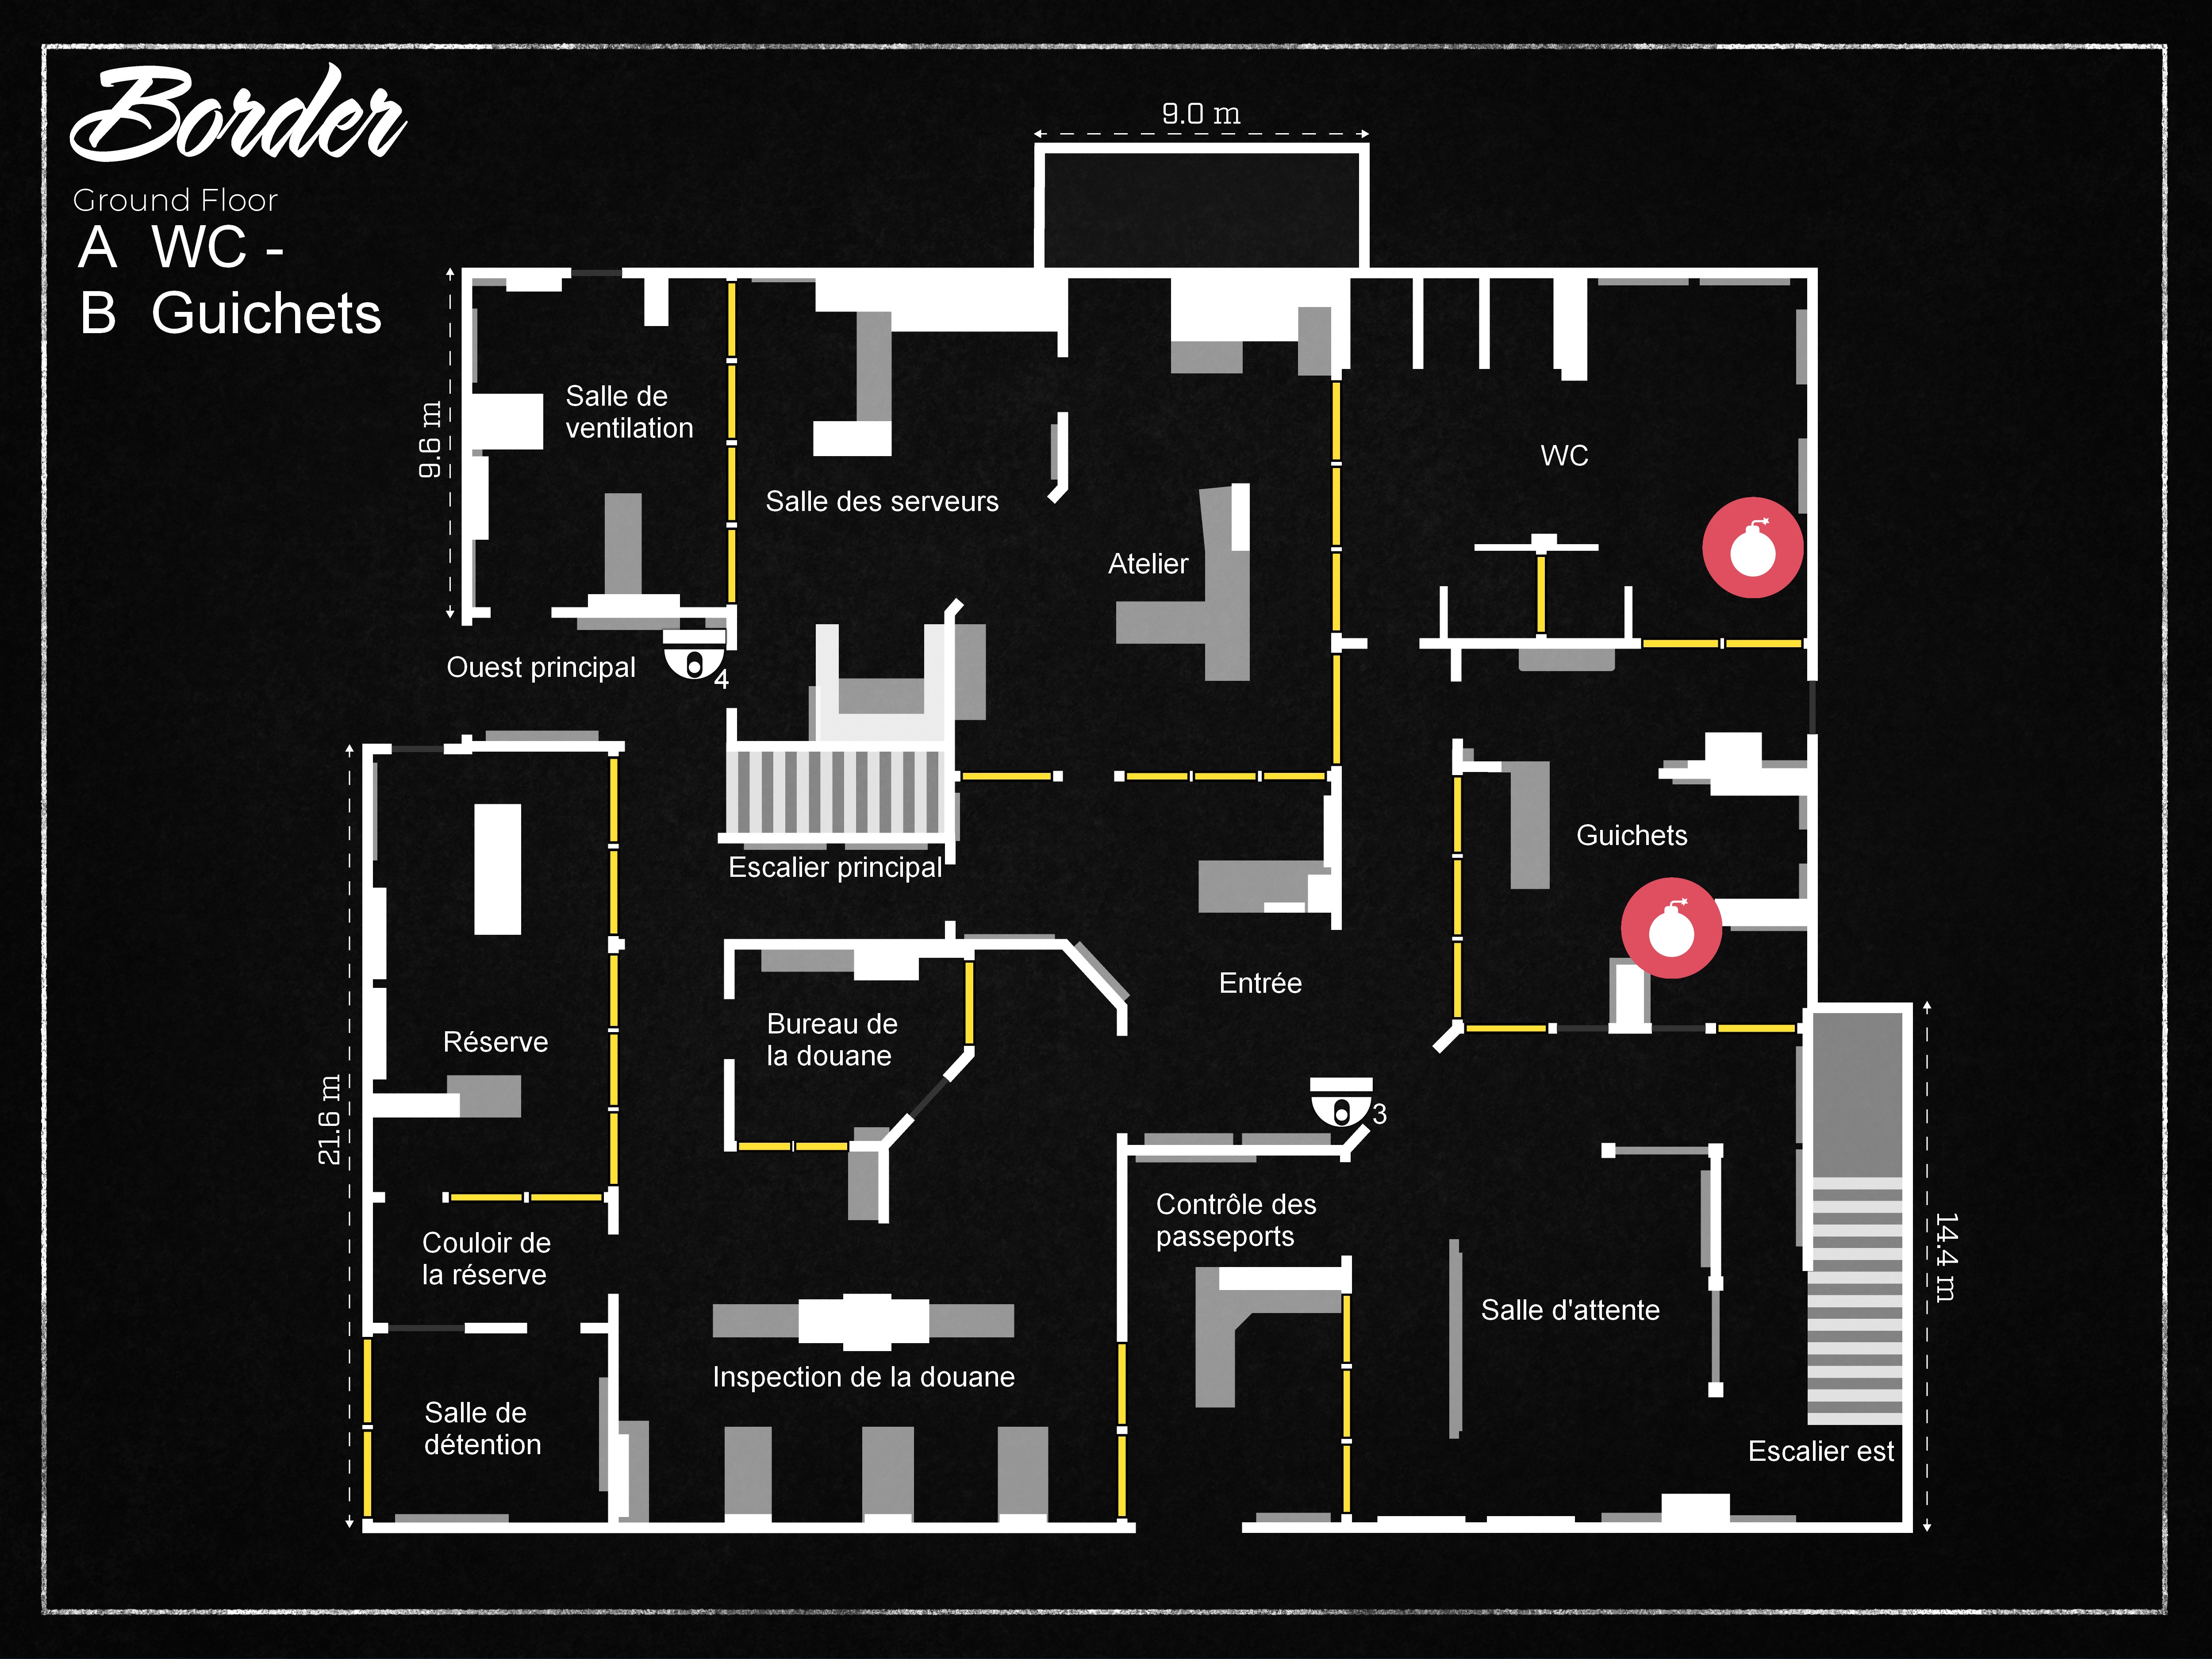 Border
Ground Floor
A WC -
B Guichets
9.0 m
9.6 m
Salle de
ventilation
Salle des serveurs
WC
Atelier
Ouest principal
4
Guichets
Escalier principal
Entrée
Bureau de
la douane
Réserve
21.6 m
3
Contrôle des
passeports
14.4 m
Couloir de
la réserve
Salle d'attente
Inspection de la douane
Salle de
détention
Escalier est